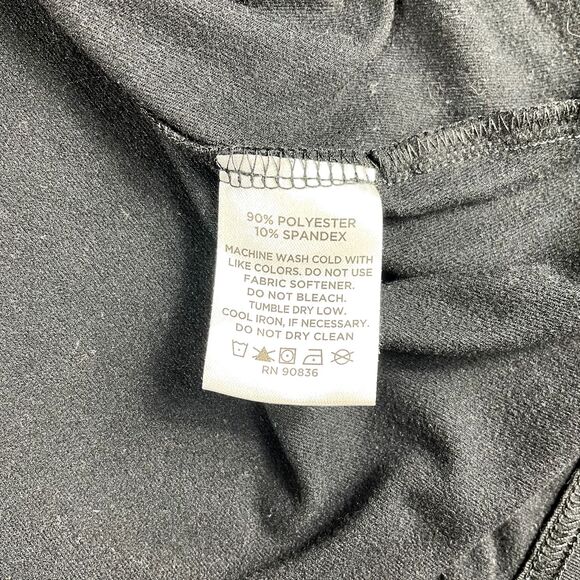 90% POLYESTER
10% SPANDEX
MACHINE WASH COLD WITH
LIKE COLORS. DO NOT USE
FABRIC SOFTENER.
DO NOT BLEACH.
TUMBLE DRY LOW.
COOL IRON, IF NECESSARY.
DO NOT DRY CLEAN
RN 90836